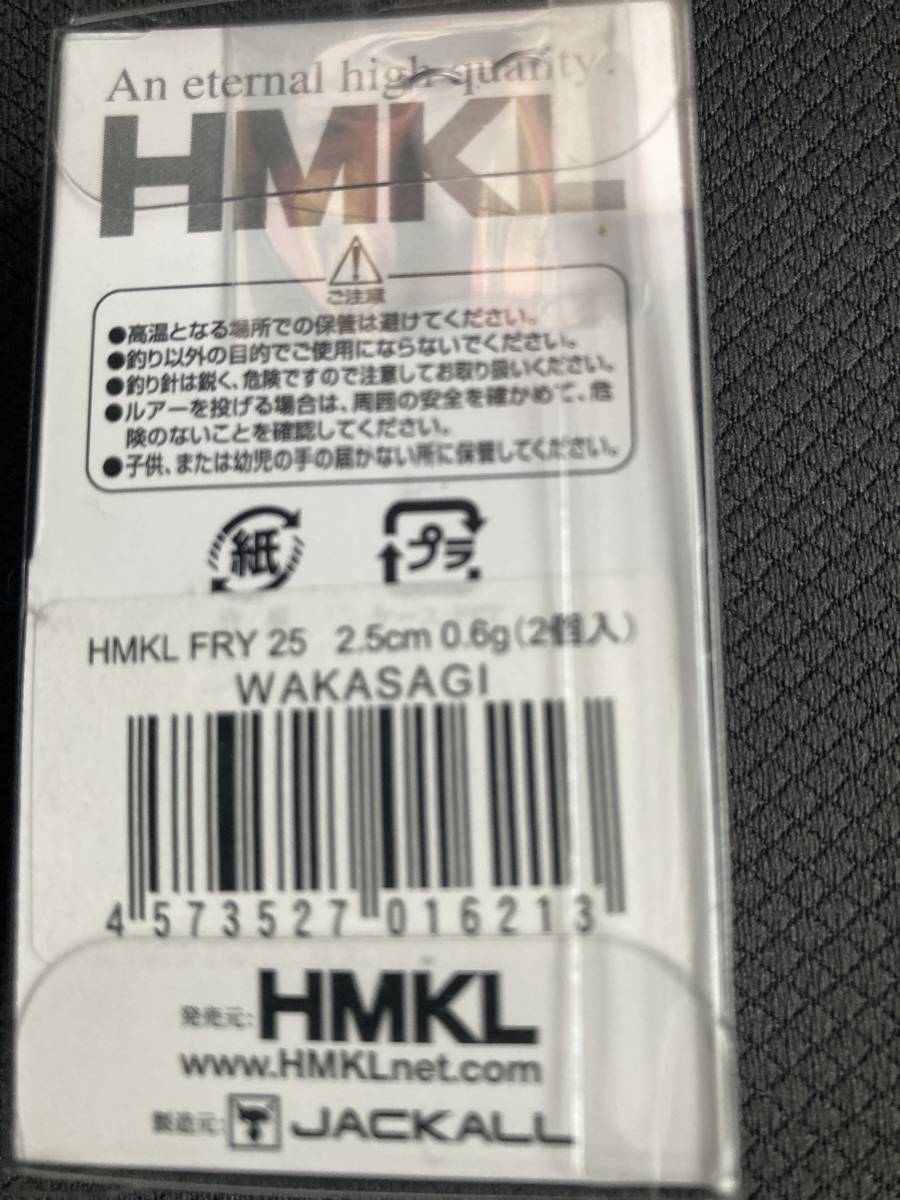 An eternal high quality.
HMKL
ご注意
●高温となる場所での保管は避けてください。
●釣り以外の目的でご使用にならないでください。
●釣り針は鋭く、危険ですので注意してお取り扱いください。
●ルアーを投げる場合は、周囲の安全を確かめて、危
険のないことを確認してください。
●子供、または幼児の手の届かない所に保管してください。
紙 プラ
HMKL FRY 25 2.5cm 0.6g(2個入)
WAKASAGI
4 573527 016213
発売元: HMKL
www.HMKLnet.com
製造元: JACKALL